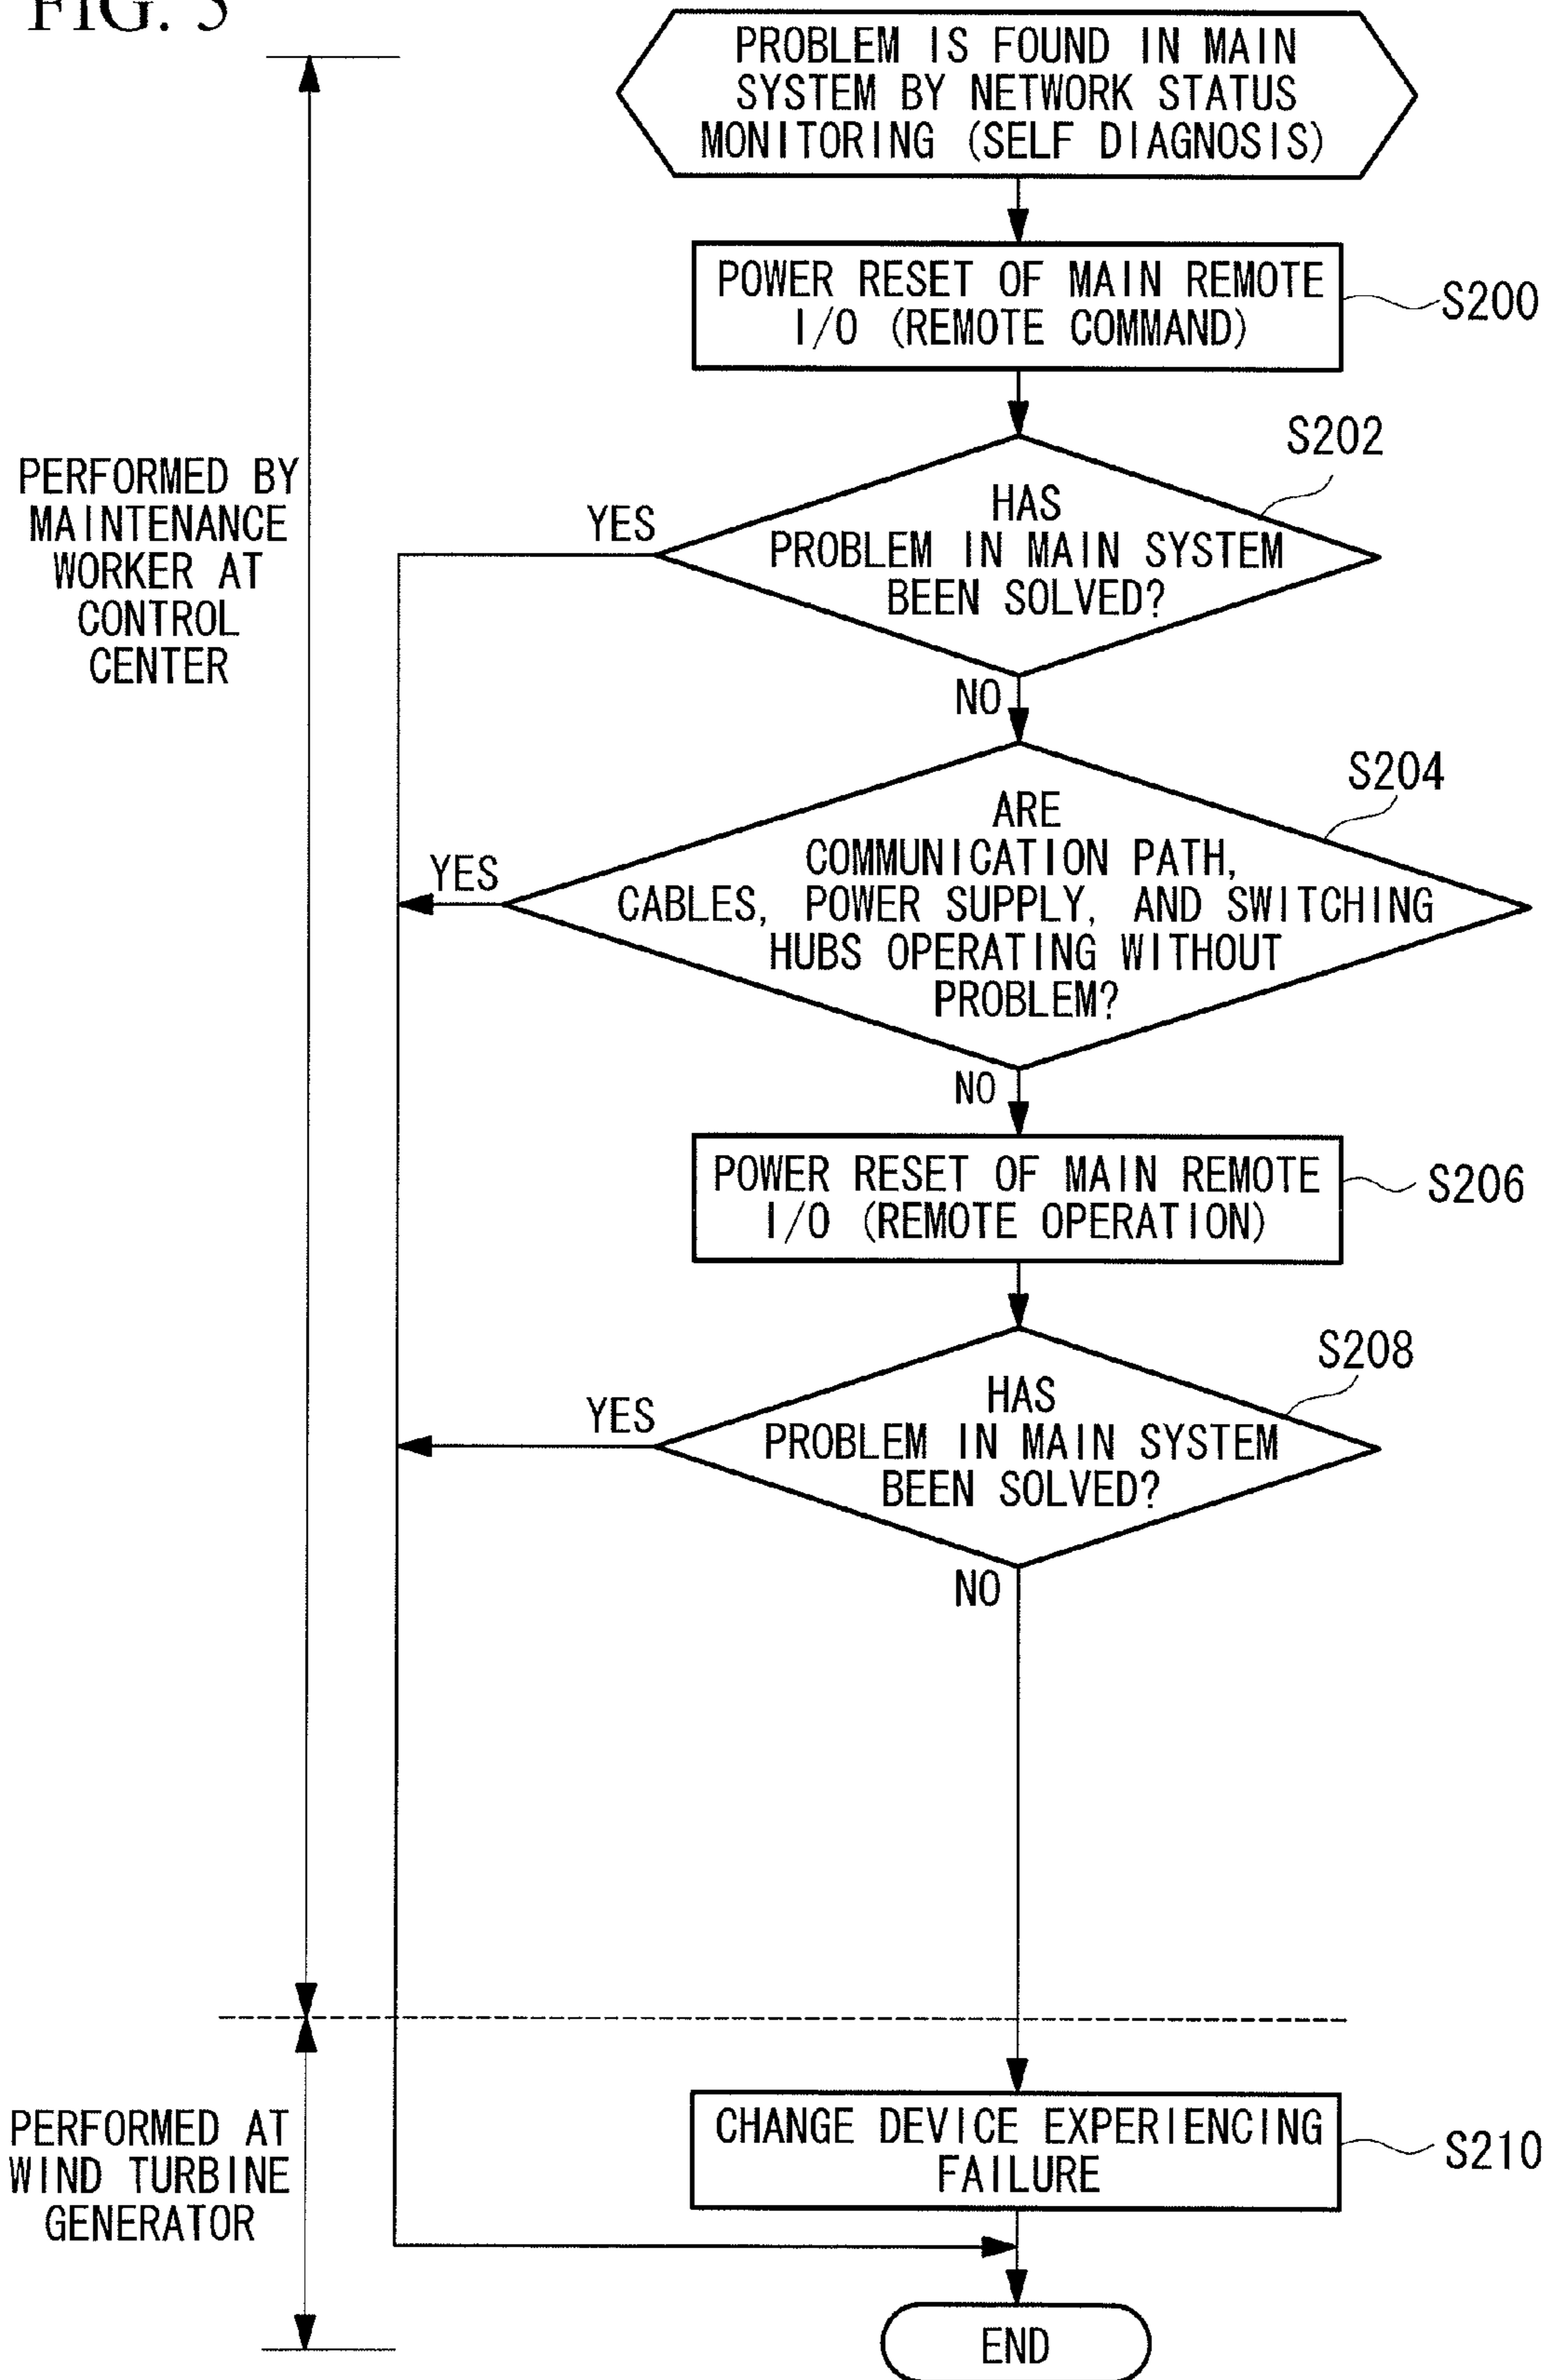 FIG. 5
PROBLEM IS FOUND IN MAIN
SYSTEM BY NETWORK STATUS
MONITORING (SELF DIAGNOSIS)
POWER RESET OF MAIN REMOTE
I/O (REMOTE COMMAND)
S200
S202
HAS
PROBLEM IN MAIN SYSTEM
BEEN SOLVED?
YES
NO
PERFORMED BY
MAINTENANCE
WORKER AT
CONTROL
CENTER
S204
ARE
COMMUNICATION PATH,
CABLES, POWER SUPPLY, AND SWITCHING
HUBS OPERATING WITHOUT
PROBLEM?
YES
NO
POWER RESET OF MAIN REMOTE
I/O (REMOTE OPERATION)
S206
S208
HAS
PROBLEM IN MAIN SYSTEM
BEEN SOLVED?
YES
NO
PERFORMED AT
WIND TURBINE
GENERATOR
CHANGE DEVICE EXPERIENCING
FAILURE
S210
END